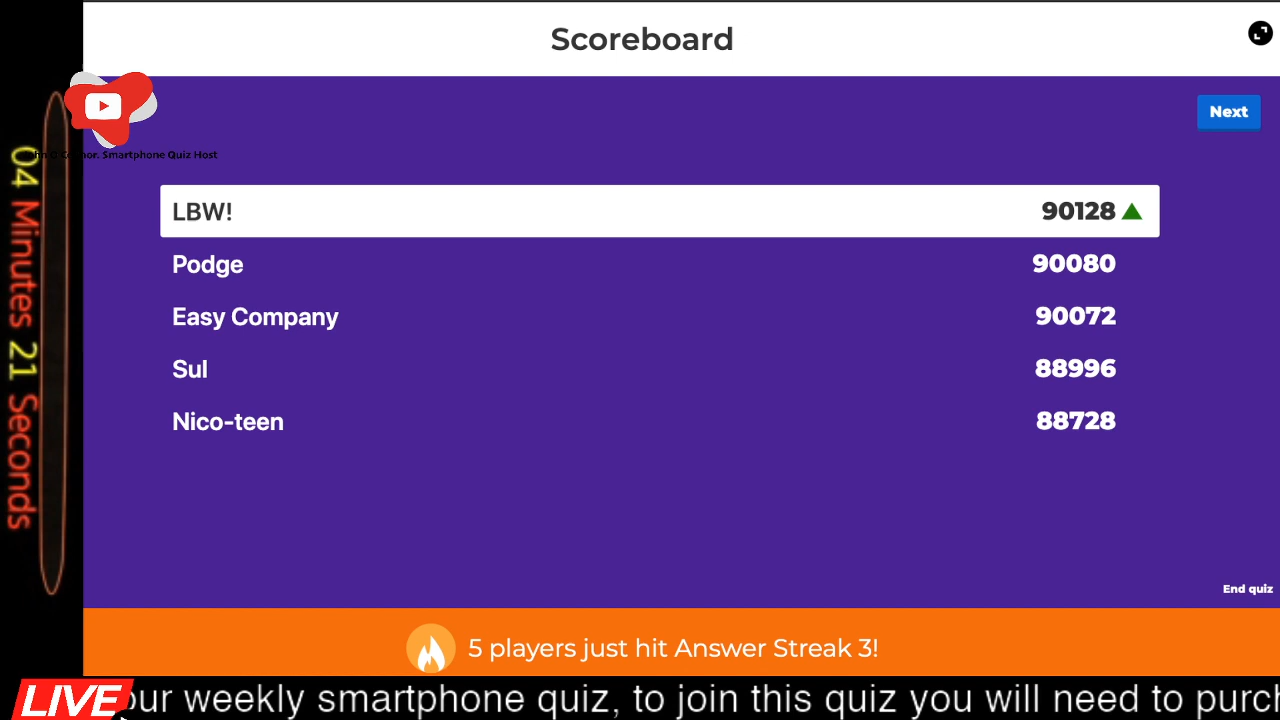 Scoreboard
Next
Smartphone Quiz Host
04 Minutes 21 Seconds
LBW! 90128
Podge 90080
Easy Company 90072
Sul 88996
Nico-teen 88728
End quiz
5 players just hit Answer Streak 3!
LIVE our weekly smartphone quiz, to join this quiz you will need to purch